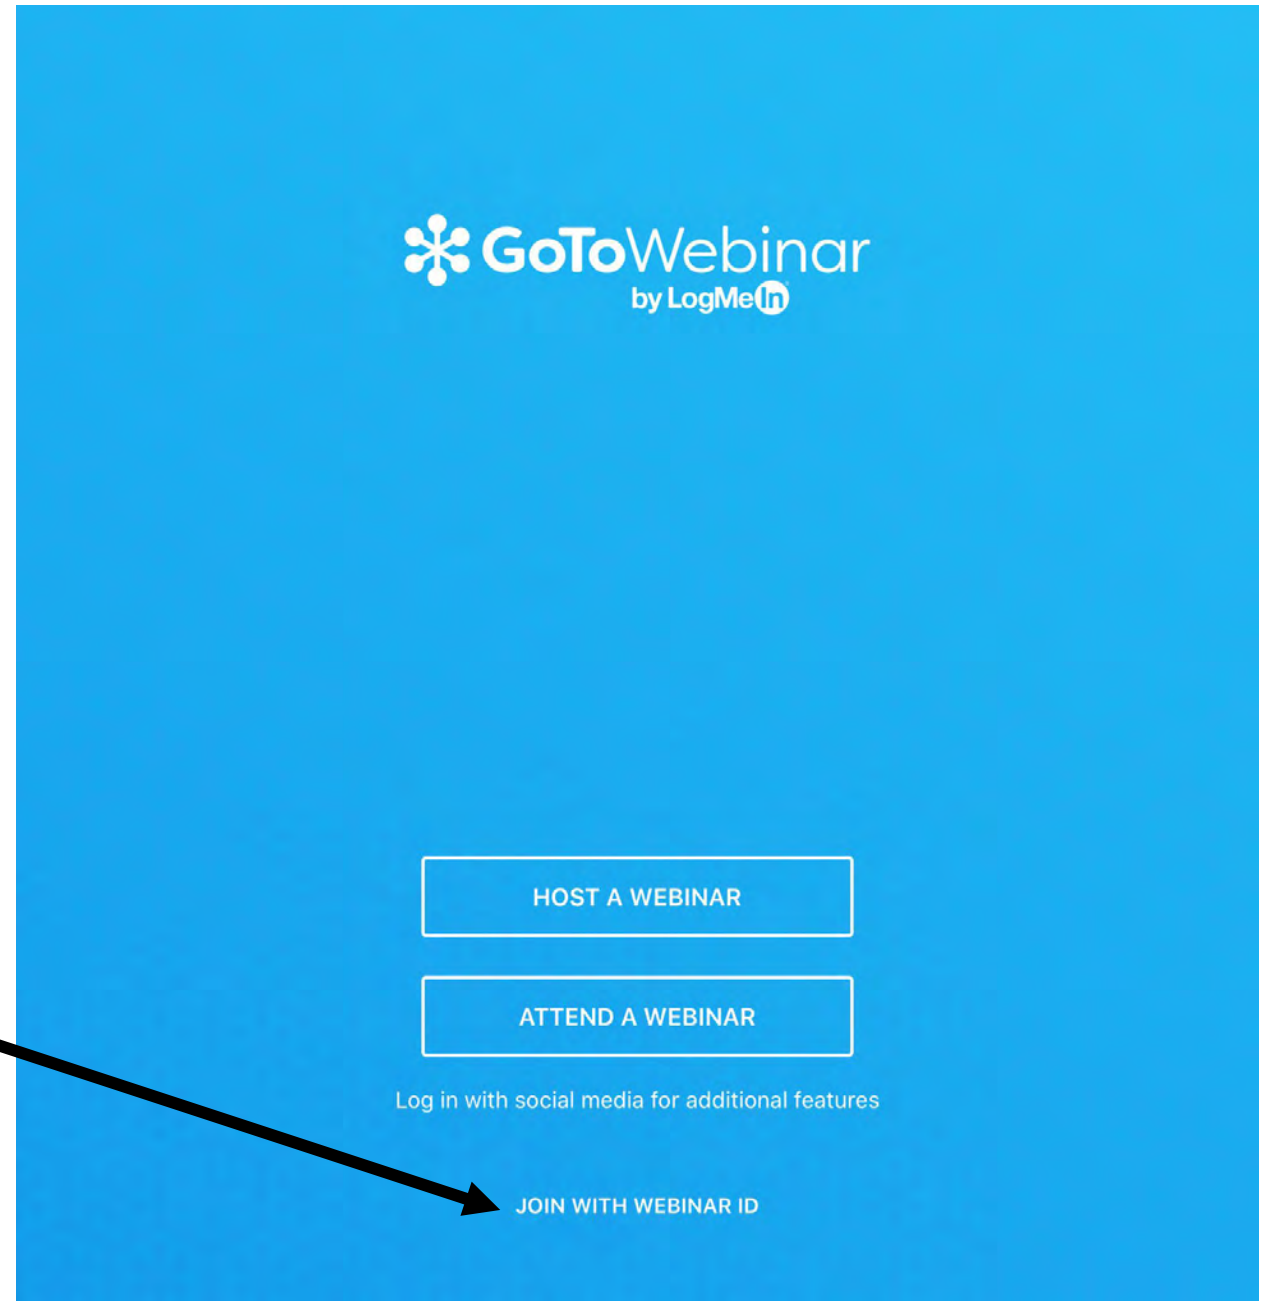 GoToWebinar
by LogMeIn
HOST A WEBINAR
ATTEND A WEBINAR
Log in with social media for additional features
JOIN WITH WEBINAR ID